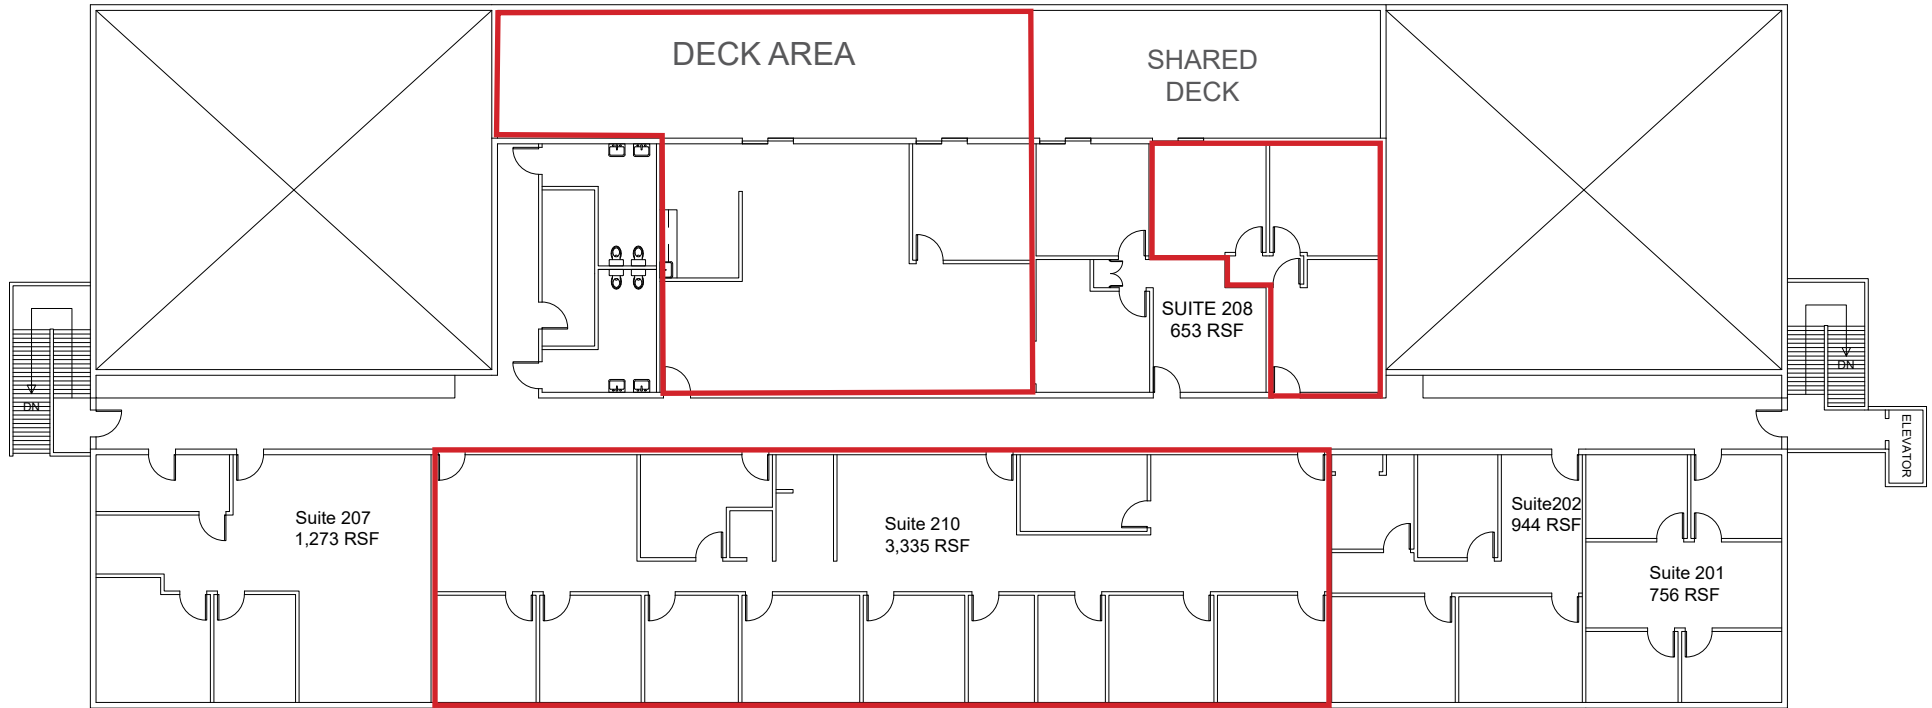 DECK AREA
SHARED
DECK
SUITE 208
653 RSF
DN
DN
ELEVATOR
Suite 207
1,273 RSF
Suite 210
3,335 RSF
Suite202
944 RSF
Suite 201
756 RSF